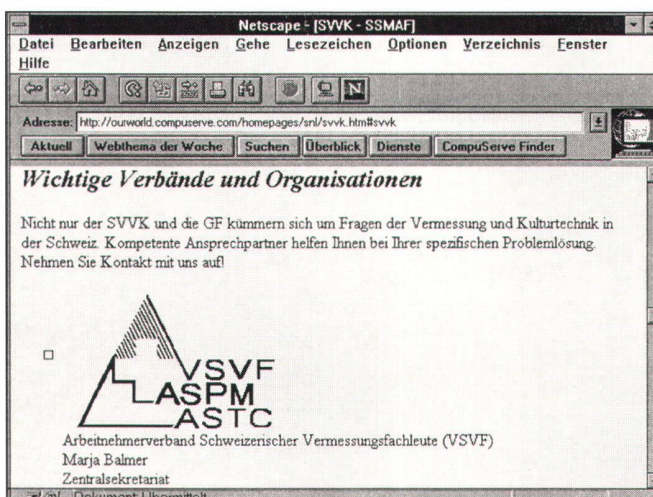 Netscape - [SVVK - SSMAF]
Datei Bearbeiten Anzeigen Gehe Lesezeichen Optionen Verzeichnis Fenster
Hilfe
N
Adresse: http://ourworld.compuserve.com/homepages/snl/svvk.htm#svvk
Aktuell Webthema der Woche Suchen Überblick Dienste CompuServe Finder
Wichtige Verbände und Organisationen
Nicht nur der SVVK und die GF kümmern sich um Fragen der Vermessung und Kulturtechnik in
der Schweiz. Kompetente Ansprechpartner helfen Ihnen bei Ihrer spezifischen Problemlösung.
Nehmen Sie Kontakt mit uns auf!
VSVF
ASPM
ASTC
Arbeitnehmerverband Schweizerischer Vermessungsfachleute (VSVF)
Marja Balmer
Zentralsekretariat
Dokument Übermittelt